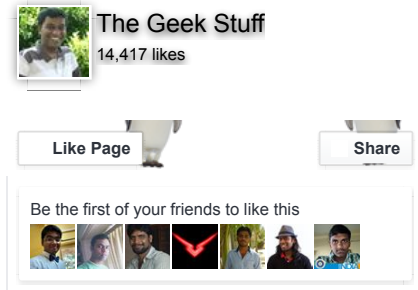 The Geek Stuff
14,417 likes
Like Page
Share
Be the first of your friends to like this